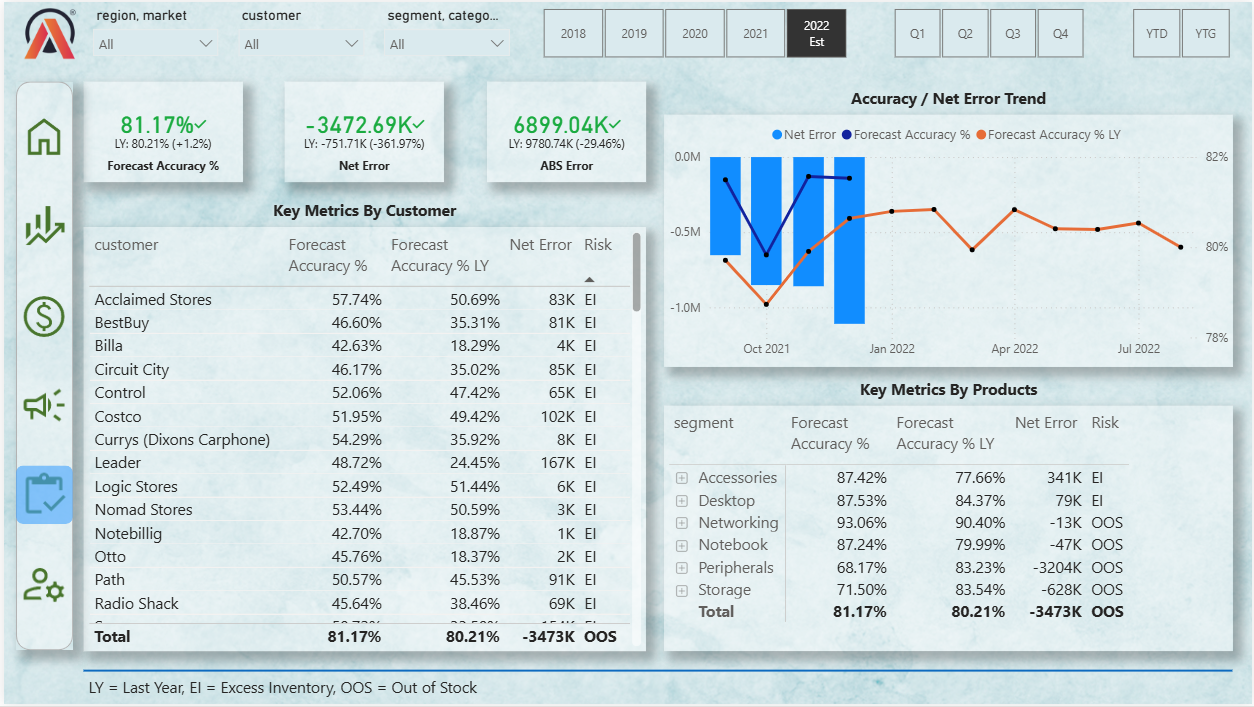 region, market
customer
segment, catego...
All
All
All
2018
2019
2020
2021
2022
Est
Q1
Q2
Q3
Q4
YTD
YTG
81.17%
LY: 80.21% (+1.2%)
Forecast Accuracy %
-3472.69K
LY: -751.71K (-361.97%)
Net Error
6899.04K
LY: 9780.74K (-29.46%)
ABS Error
Key Metrics By Customer
customer Forecast Accuracy % Forecast Accuracy % LY Net Error Risk
Acclaimed Stores 57.74% 50.69% 83K EI
BestBuy 46.60% 35.31% 81K EI
Billa 42.63% 18.29% 4K EI
Circuit City 46.17% 35.02% 85K EI
Control 52.06% 47.42% 65K EI
Costco 51.95% 49.42% 102K EI
Currys (Dixons Carphone) 54.29% 35.92% 8K EI
Leader 48.72% 24.45% 167K EI
Logic Stores 52.49% 51.44% 6K EI
Nomad Stores 53.44% 50.59% 3K EI
Notebillig 42.70% 18.87% 1K EI
Otto 45.76% 18.37% 2K EI
Path 50.57% 45.53% 91K EI
Radio Shack 45.64% 38.46% 69K EI
Total 81.17% 80.21% -3473K OOS
Accuracy / Net Error Trend
Net Error Forecast Accuracy % Forecast Accuracy % LY
0.0M
-0.5M
-1.0M
82%
80%
78%
Oct 2021 Jan 2022 Apr 2022 Jul 2022
Key Metrics By Products
segment Forecast Accuracy % Forecast Accuracy % LY Net Error Risk
Accessories 87.42% 77.66% 341K EI
Desktop 87.53% 84.37% 79K EI
Networking 93.06% 90.40% -13K OOS
Notebook 87.24% 79.99% -47K OOS
Peripherals 68.17% 83.23% -3204K OOS
Storage 71.50% 83.54% -628K OOS
Total 81.17% 80.21% -3473K OOS
LY = Last Year, EI = Excess Inventory, OOS = Out of Stock